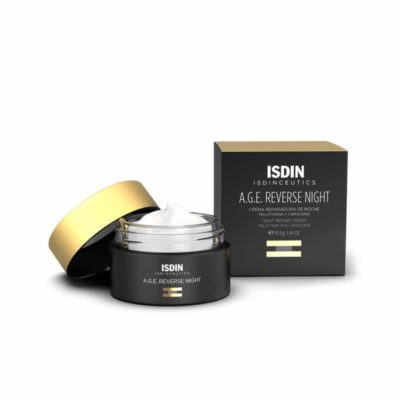 ISDIN
ISDINCEUTICS
A.G.E. REVERSE NIGHT
CREMA REPARADORA DE NOCHE
MELATONINA Y CARNOSINA
NIGHT REPAIR CREAM
MELATONIN AND CARNOSINE
ISDIN
A.G.E. REVERSE NIGHT